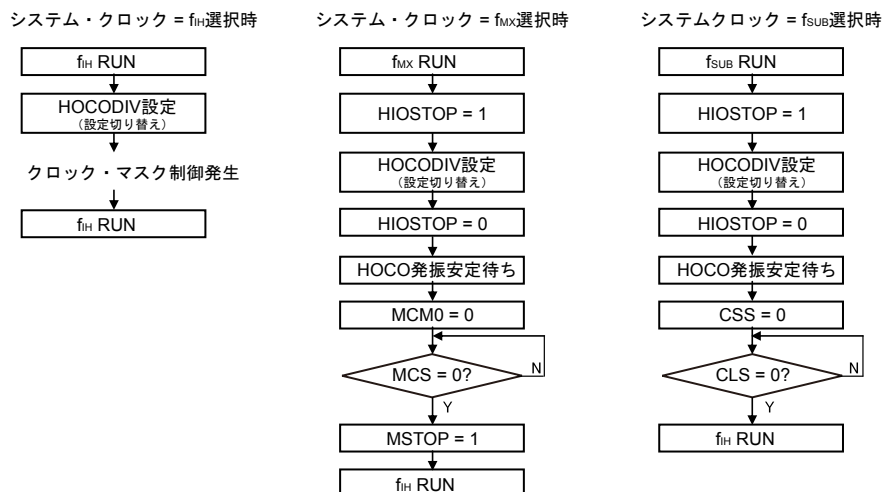 システム・クロック = fIH選択時
fIH RUN
HOCODIV設定
(設定切り替え)
クロック・マスク制御発生
fIH RUN
システム・クロック = fMX選択時
fMX RUN
HIOSTOP = 1
HOCODIV設定
(設定切り替え)
HIOSTOP = 0
HOCO発振安定待ち
MCM0 = 0
MCS = 0?
N
Y
MSTOP = 1
fIH RUN
システムクロック = fSUB選択時
fSUB RUN
HIOSTOP = 1
HOCODIV設定
(設定切り替え)
HIOSTOP = 0
HOCO発振安定待ち
CSS = 0
CLS = 0?
N
Y
fIH RUN